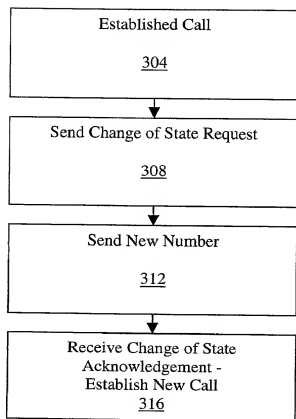 Established Call
304
Send Change of State Request
308
Send New Number
312
Receive Change of State
Acknowledgement -
Establish New Call
316